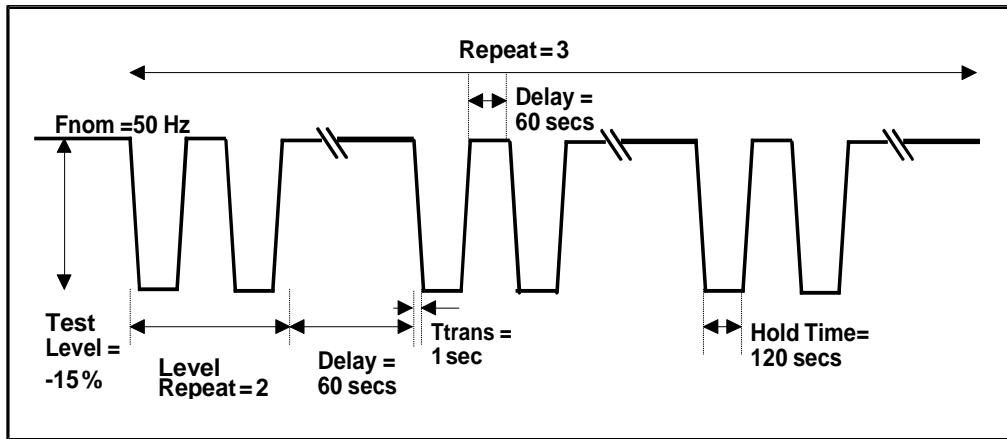 Repeat = 3
Delay =
60 secs
Fnom =50 Hz
Test
Level =
-15%
Level
Repeat = 2
Delay =
60 secs
Ttrans =
1 sec
Hold Time=
120 secs